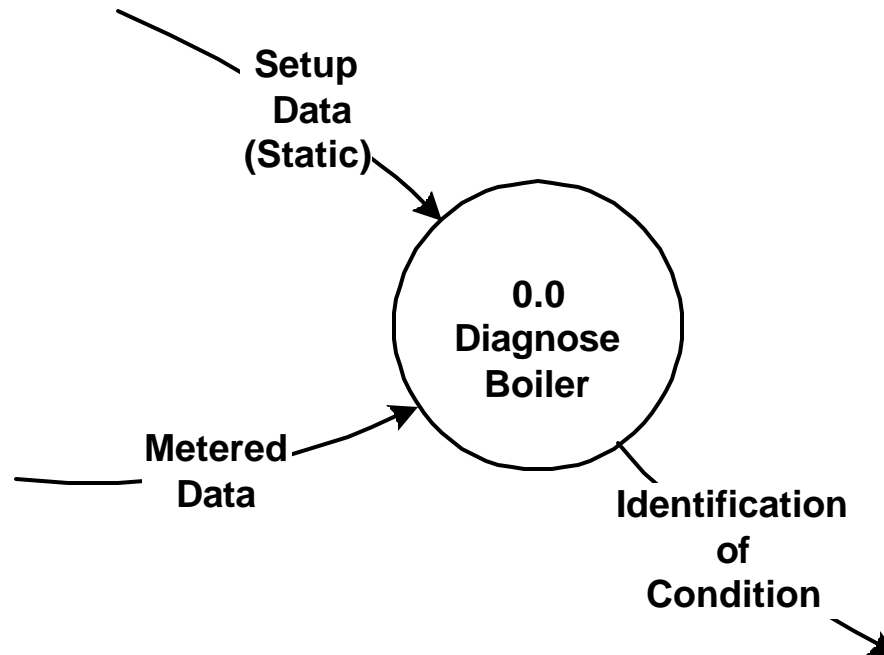 Setup
Data
(Static)
0.0
Diagnose
Boiler
Metered
Data
Identification
of
Condition